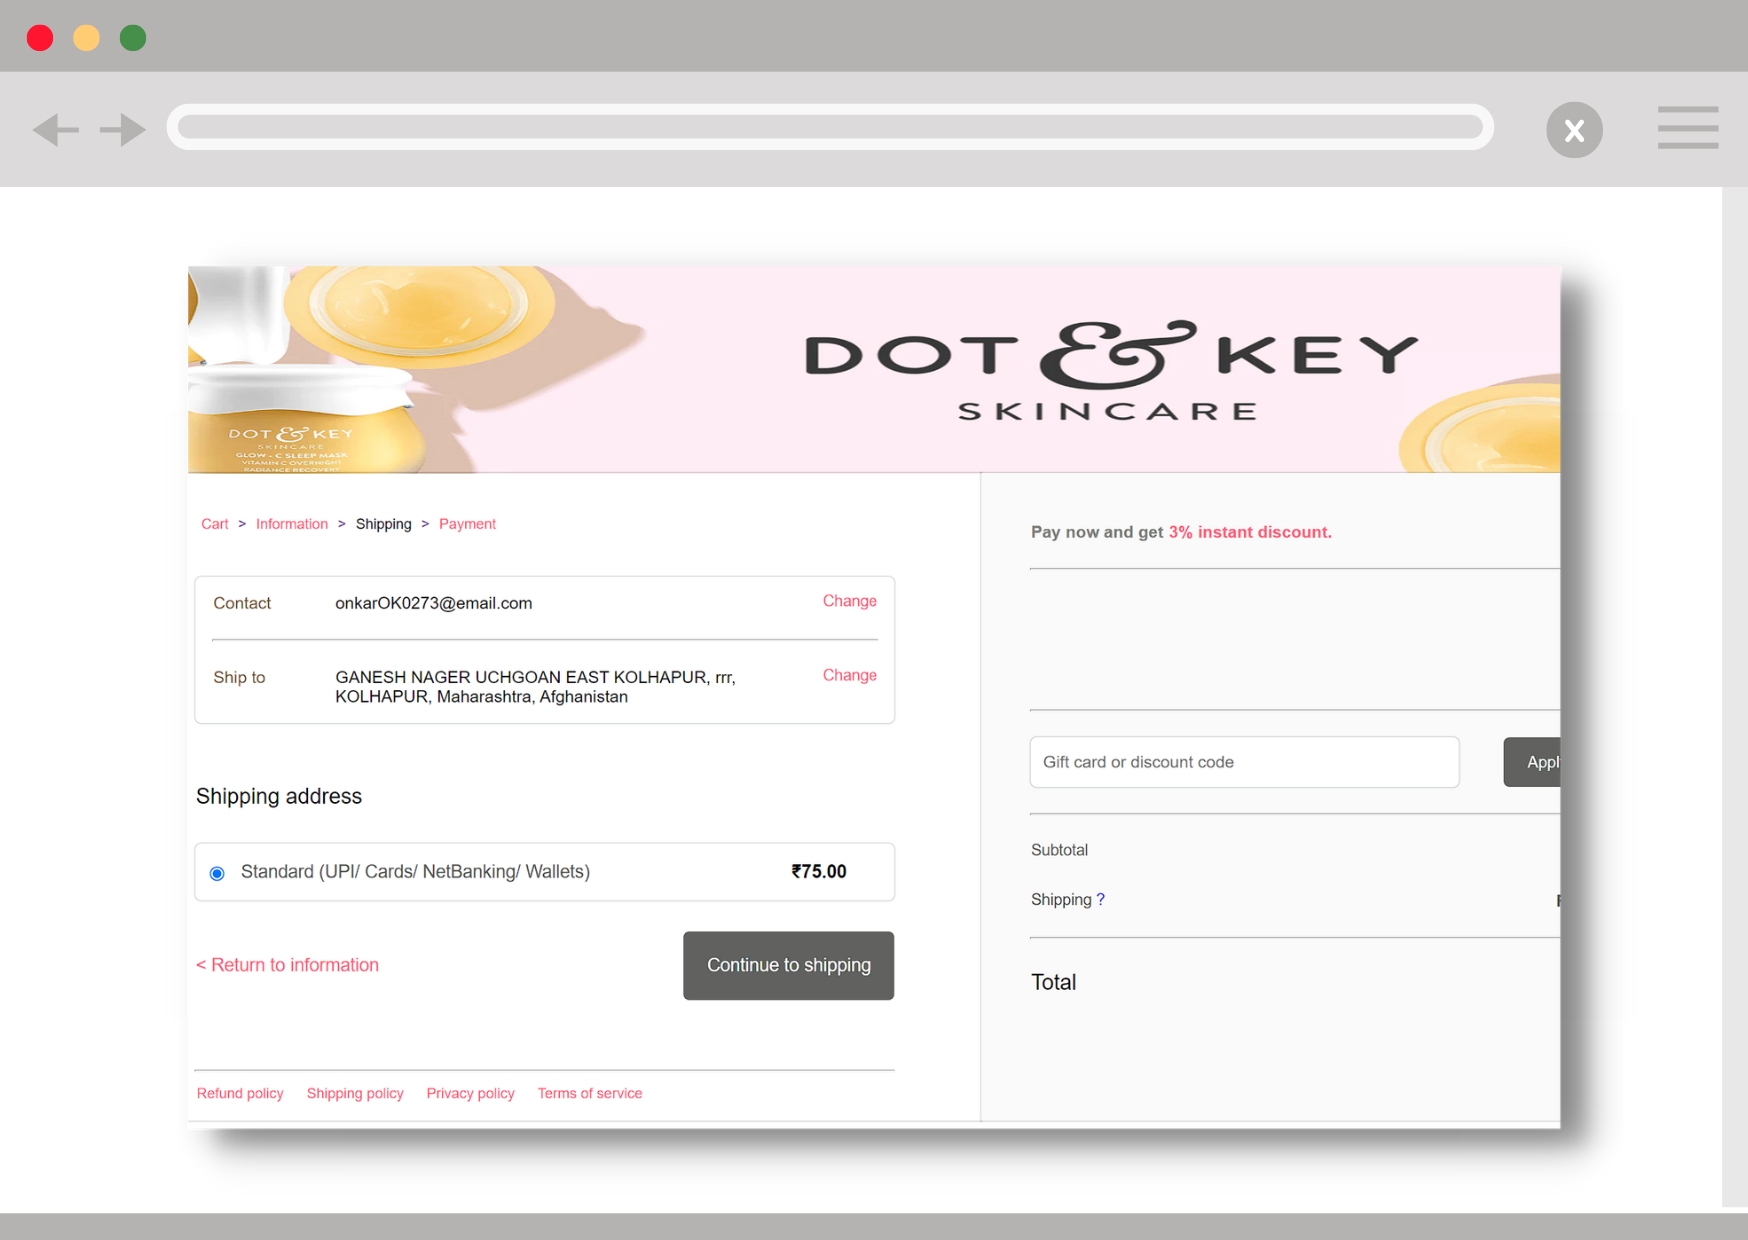 X
DOT & KEY
SKINCARE
DOT & KEY
SKINCARE
GLOW - C SLEEP MASK
VITAMIN C OVERNIGHT
RADIANCE RECOVERY
Cart > Information > Shipping > Payment
Contact onkarOK0273@email.com Change
Ship to GANESH NAGER UCHGOAN EAST KOLHAPUR, rrr, Change
KOLHAPUR, Maharashtra, Afghanistan
Shipping address
Standard (UPI/ Cards/ NetBanking/ Wallets) ₹75.00
< Return to information Continue to shipping
Refund policy Shipping policy Privacy policy Terms of service
Pay now and get 3% instant discount.
Gift card or discount code
Subtotal
Shipping ?
Total